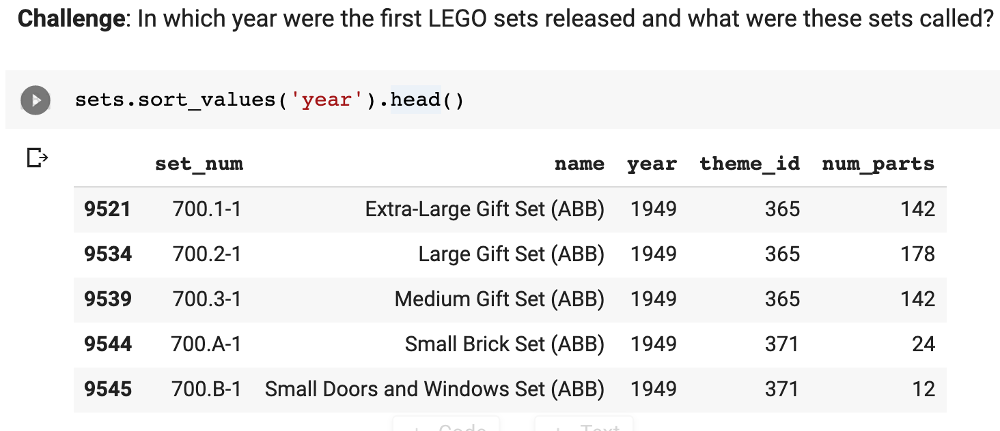 Challenge: In which year were the first LEGO sets released and what were these sets called?
sets.sort_values('year').head()
set_num name year theme_id num_parts
9521 700.1-1 Extra-Large Gift Set (ABB) 1949 365 142
9534 700.2-1 Large Gift Set (ABB) 1949 365 178
9539 700.3-1 Medium Gift Set (ABB) 1949 365 142
9544 700.A-1 Small Brick Set (ABB) 1949 371 24
9545 700.B-1 Small Doors and Windows Set (ABB) 1949 371 12
+ Code + Text